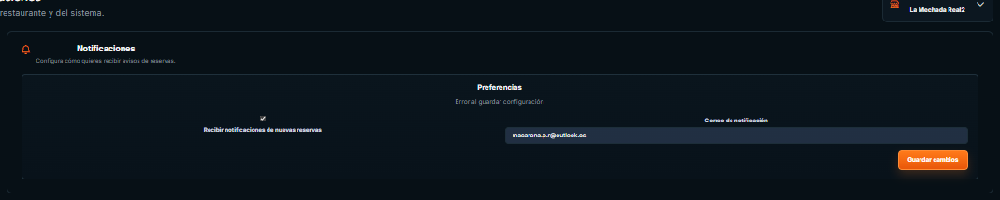 restaurante y del sistema.
La Mechada Real2
Notificaciones
Configura cómo quieres recibir avisos de reservas.
Preferencias
Error al guardar configuración
Recibir notificaciones de nuevas reservas
Correo de notificación
macarena.p.r@outlook.es
Guardar cambios